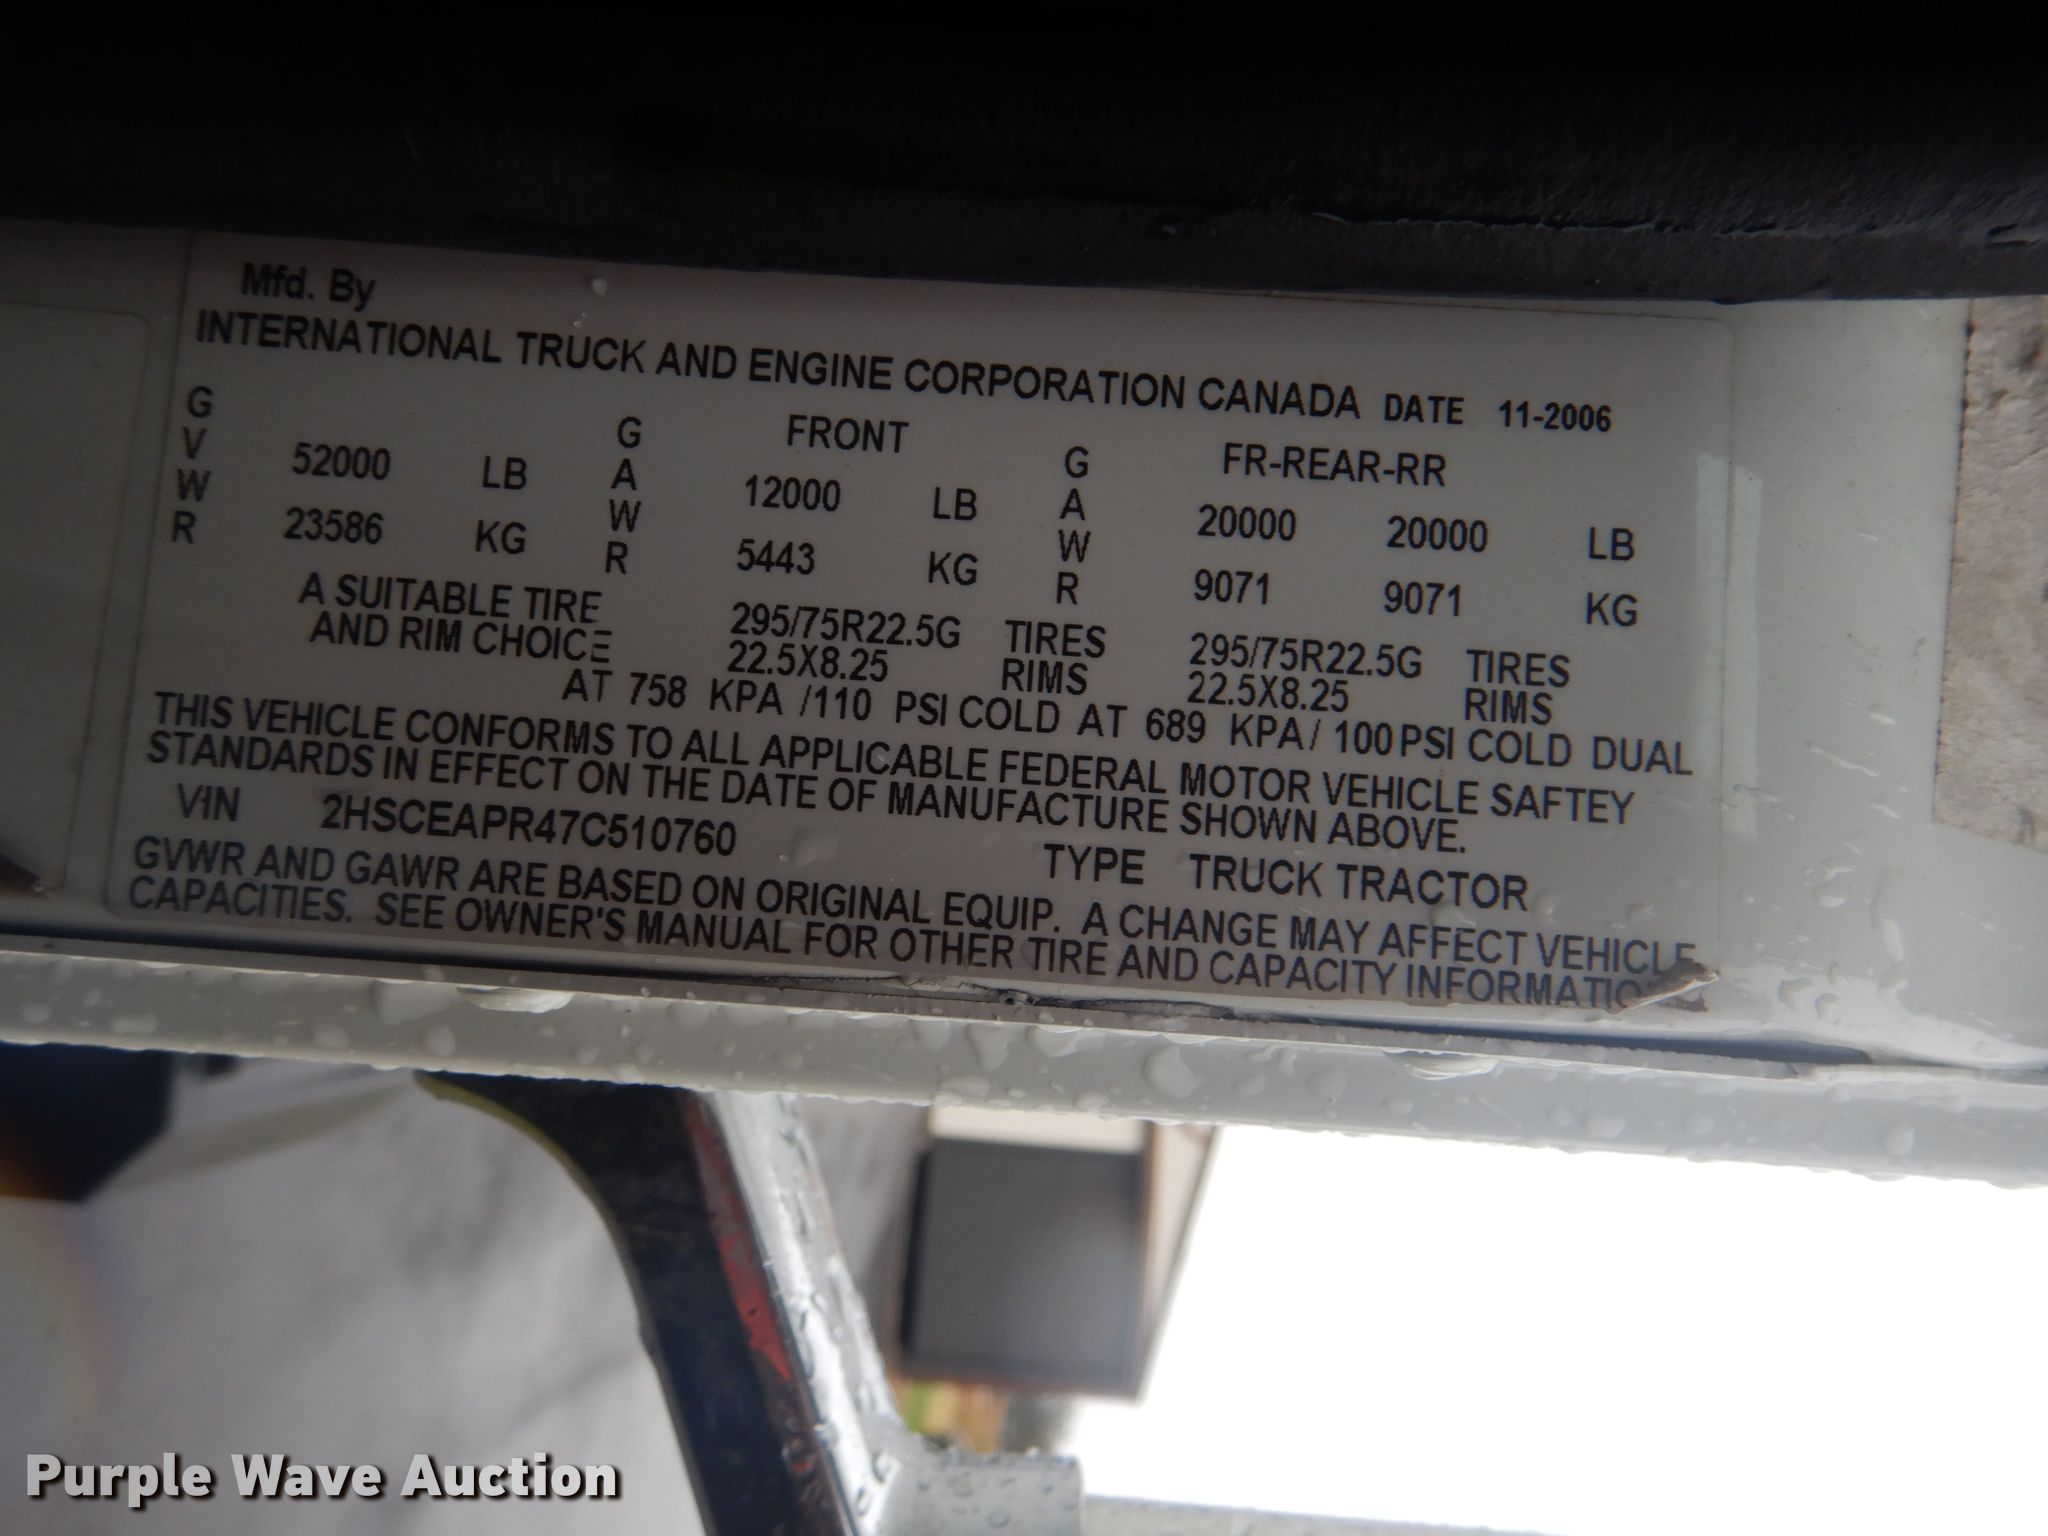 Mfd. By
INTERNATIONAL TRUCK AND ENGINE CORPORATION CANADA DATE 11-2006
G V W R 52000 LB 23586 KG
G A W R FRONT 12000 LB 5443 KG
G A W R FR-REAR-RR 20000 20000 LB 9071 9071 KG
A SUITABLE TIRE 295/75R22.5G TIRES 295/75R22.5G TIRES
AND RIM CHOICE 22.5X8.25 RIMS 22.5X8.25 RIMS
AT 758 KPA /110 PSI COLD AT 689 KPA/ 100PSI COLD DUAL
THIS VEHICLE CONFORMS TO ALL APPLICABLE FEDERAL MOTOR VEHICLE SAFTEY
STANDARDS IN EFFECT ON THE DATE OF MANUFACTURE SHOWN ABOVE.
VIN 2HSCEAPR47C510760 TYPE TRUCK TRACTOR
GVWR AND GAWR ARE BASED ON ORIGINAL EQUIP. A CHANGE MAY AFFECT VEHICLE
CAPACITIES. SEE OWNER'S MANUAL FOR OTHER TIRE AND CAPACITY INFORMATION
Purple Wave Auction